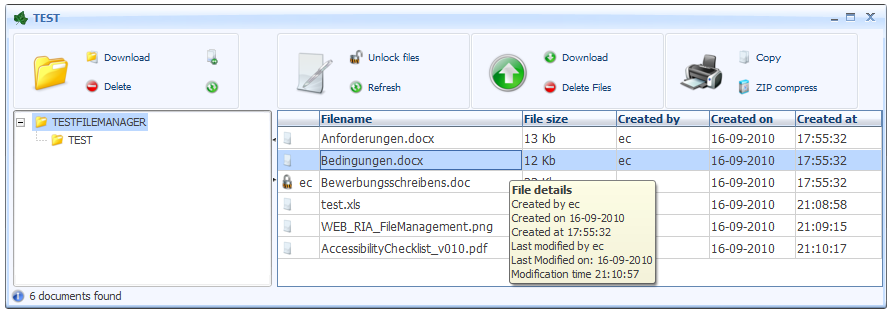 TEST
Download
Delete
Unlock files
Refresh
Download
Delete Files
Copy
ZIP compress
TESTFILEMANAGER
TEST
Filename File size Created by Created on Created at
Anforderungen.docx 13 Kb ec 16-09-2010 17:55:32
Bedingungen.docx 12 Kb ec 16-09-2010 17:55:32
ec Bewerbungsschreibens.doc 16-09-2010 17:55:32
test.xls 16-09-2010 21:08:58
WEB_RIA_FileManagement.png 16-09-2010 21:09:15
AccessibilityChecklist_v010.pdf 16-09-2010 21:10:17
File details
Created by ec
Created on 16-09-2010
Created at 17:55:32
Last modified by ec
Last Modified on: 16-09-2010
Modification time 21:10:57
6 documents found